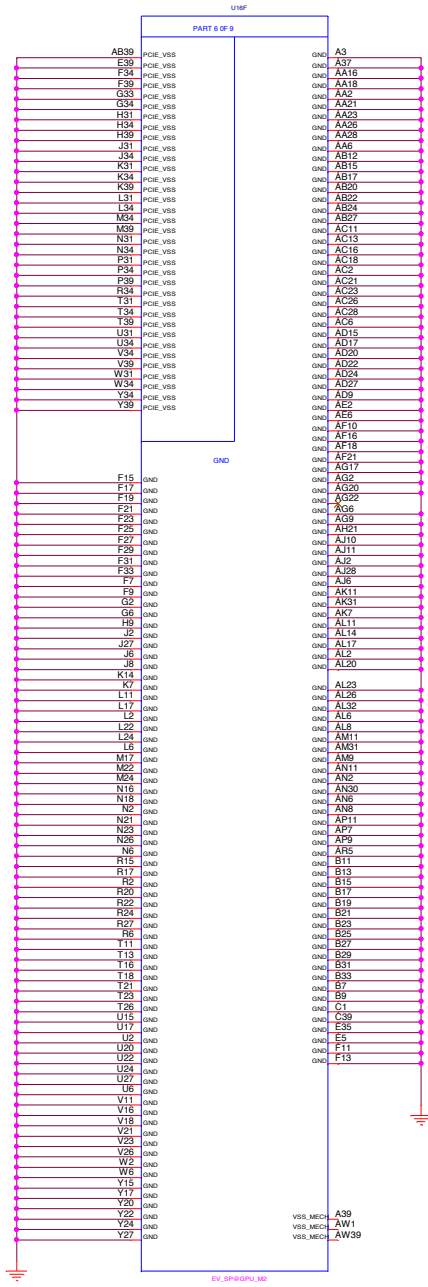 U16F
PART 6 0F 9
AB39 PCIE_VSS
E39 PCIE_VSS
F34 PCIE_VSS
F39 PCIE_VSS
G33 PCIE_VSS
G34 PCIE_VSS
H31 PCIE_VSS
H34 PCIE_VSS
H39 PCIE_VSS
J31 PCIE_VSS
J34 PCIE_VSS
K31 PCIE_VSS
K34 PCIE_VSS
K39 PCIE_VSS
L31 PCIE_VSS
L34 PCIE_VSS
M34 PCIE_VSS
M39 PCIE_VSS
N31 PCIE_VSS
N34 PCIE_VSS
P31 PCIE_VSS
P34 PCIE_VSS
P39 PCIE_VSS
R34 PCIE_VSS
T31 PCIE_VSS
T34 PCIE_VSS
T39 PCIE_VSS
U31 PCIE_VSS
U34 PCIE_VSS
V34 PCIE_VSS
V39 PCIE_VSS
W31 PCIE_VSS
W34 PCIE_VSS
Y34 PCIE_VSS
Y39 PCIE_VSS
GND
F15 GND
F17 GND
F19 GND
F21 GND
F23 GND
F25 GND
F27 GND
F29 GND
F31 GND
F33 GND
F7 GND
F9 GND
G2 GND
G6 GND
H9 GND
J2 GND
J27 GND
J6 GND
J8 GND
K14 GND
K7 GND
L11 GND
L17 GND
L2 GND
L22 GND
L24 GND
L6 GND
M17 GND
M22 GND
M24 GND
N16 GND
N18 GND
N2 GND
N21 GND
N23 GND
N26 GND
N6 GND
R15 GND
R17 GND
R2 GND
R20 GND
R22 GND
R24 GND
R27 GND
R6 GND
T11 GND
T13 GND
T16 GND
T18 GND
T21 GND
T23 GND
T26 GND
U15 GND
U17 GND
U2 GND
U20 GND
U22 GND
U24 GND
U27 GND
U6 GND
V11 GND
V16 GND
V18 GND
V21 GND
V23 GND
V26 GND
W2 GND
W6 GND
Y15 GND
Y17 GND
Y20 GND
Y22 GND
Y24 GND
Y27 GND
GND A3
GND A37
GND AA16
GND AA18
GND AA2
GND AA21
GND AA23
GND AA26
GND AA28
GND AA6
GND AB12
GND AB15
GND AB17
GND AB20
GND AB22
GND AB24
GND AB27
GND AC11
GND AC13
GND AC16
GND AC18
GND AC2
GND AC21
GND AC23
GND AC26
GND AC28
GND AC6
GND AD15
GND AD17
GND AD20
GND AD22
GND AD24
GND AD27
GND AD9
GND AE2
GND AE6
GND AF10
GND AF16
GND AF18
GND AF21
GND AG17
GND AG2
GND AG20
GND AG22
GND AG6
GND AG9
GND AH21
GND AJ10
GND AJ11
GND AJ2
GND AJ28
GND AJ6
GND AK11
GND AK31
GND AK7
GND AL11
GND AL14
GND AL17
GND AL2
GND AL20
GND AL23
GND AL26
GND AL32
GND AL6
GND AL8
GND AM11
GND AM31
GND AM9
GND AN11
GND AN2
GND AN30
GND AN6
GND AN8
GND AP11
GND AP7
GND AP9
GND AR5
GND B11
GND B13
GND B15
GND B17
GND B19
GND B21
GND B23
GND B25
GND B27
GND B29
GND B31
GND B33
GND B7
GND B9
GND C1
GND C39
GND E35
GND E5
GND F11
GND F13
VSS_MECH A39
VSS_MECH AW1
VSS_MECH AW39
EV_SP@GPU_M2